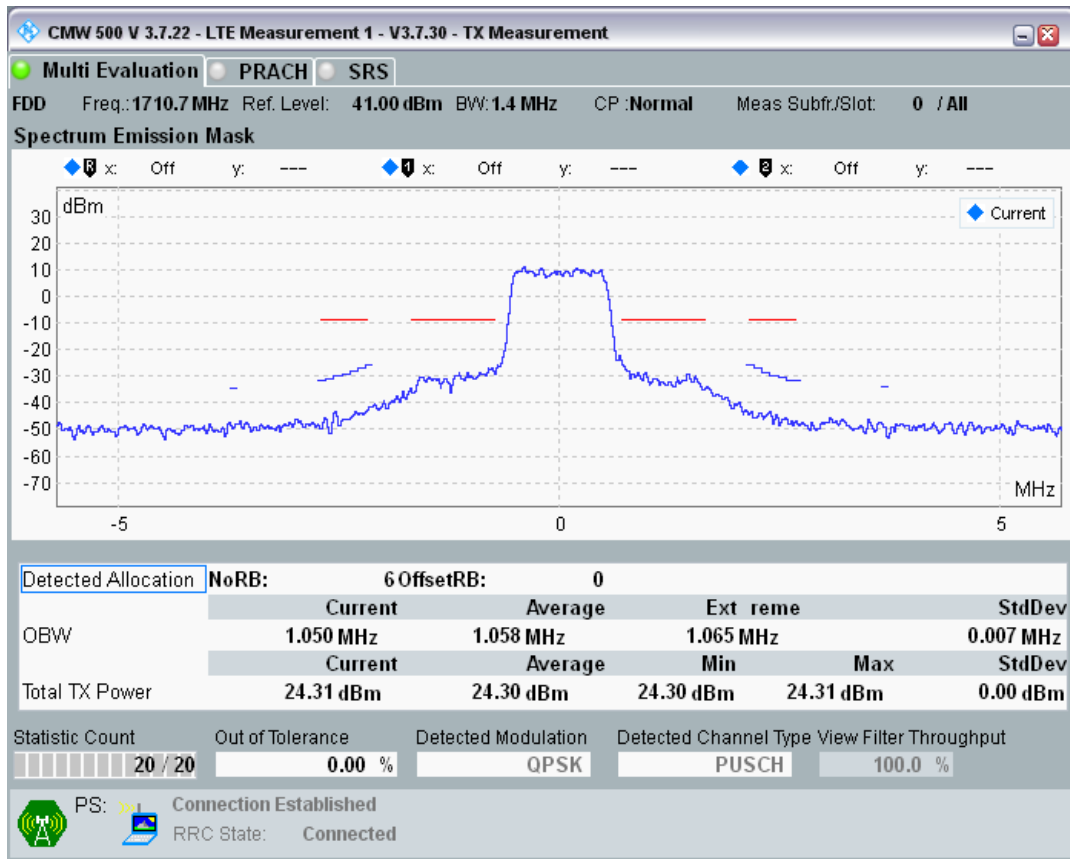 CMW 500 V 3.7.22 - LTE Measurement 1 - V3.7.30 - TX Measurement
Multi Evaluation PRACH SRS
FDD Freq.: 1710.7 MHz Ref. Level: 41.00 dBm BW: 1.4 MHz CP : Normal Meas Subfr./Slot: 0 / All
Spectrum Emission Mask
R x: Off y: --- 1 x: Off y: --- 2 x: Off y: ---
dBm
Current
30
20
10
0
-10
-20
-30
-40
-50
-60
-70
MHz
-5 0 5
Detected Allocation NoRB: 6 OffsetRB: 0
Current Average Ext reme StdDev
OBW 1.050 MHz 1.058 MHz 1.065 MHz 0.007 MHz
Current Average Min Max StdDev
Total TX Power 24.31 dBm 24.30 dBm 24.30 dBm 24.31 dBm 0.00 dBm
Statistic Count Out of Tolerance Detected Modulation Detected Channel Type View Filter Throughput
20 / 20 0.00 % QPSK PUSCH 100.0 %
PS: Connection Established
RRC State: Connected